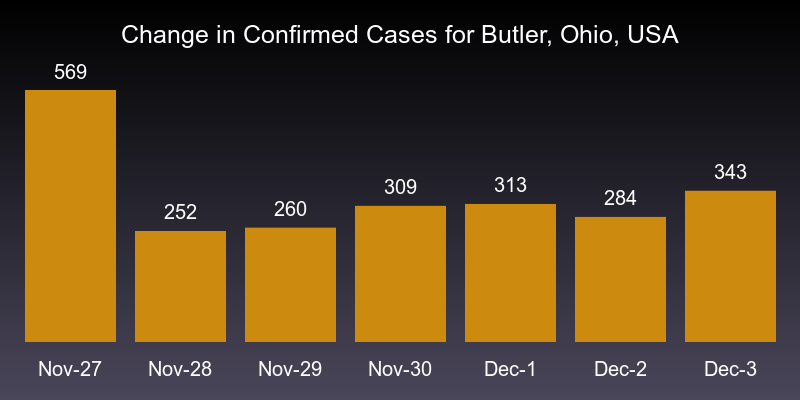 Change in Confirmed Cases for Butler, Ohio, USA
569
252
260
309
313
284
343
Nov-27
Nov-28
Nov-29
Nov-30
Dec-1
Dec-2
Dec-3